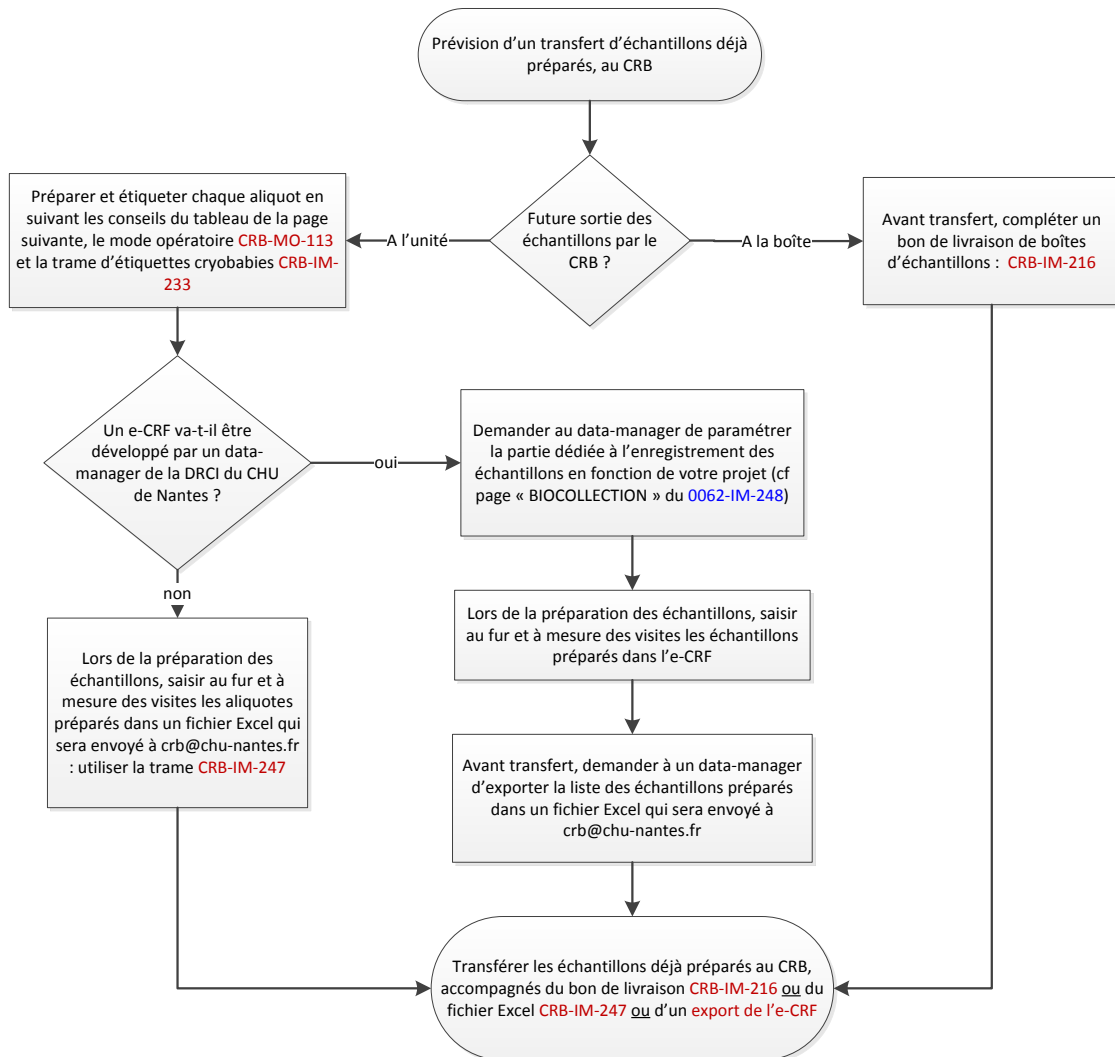 Prévision d’un transfert d’échantillons déjà
préparés, au CRB
Préparer et étiqueter chaque aliquot en
suivant les conseils du tableau de la page
suivante, le mode opératoire CRB-MO-113
et la trame d’étiquettes cryobabies CRB-IM-
233
A l’unité
Future sortie des
échantillons par le
CRB ?
A la boîte
Avant transfert, compléter un
bon de livraison de boîtes
d’échantillons : CRB-IM-216
Un e-CRF va-t-il être
développé par un data-
manager de la DRCI du CHU
de Nantes ?
oui
Demander au data-manager de paramétrer
la partie dédiée à l’enregistrement des
échantillons en fonction de votre projet (cf
page « BIOCOLLECTION » du 0062-IM-248)
non
Lors de la préparation des
échantillons, saisir au fur et à
mesure des visites les aliquotes
préparés dans un fichier Excel qui
sera envoyé à crb@chu-nantes.fr
: utiliser la trame CRB-IM-247
Lors de la préparation des échantillons, saisir
au fur et à mesure des visites les échantillons
préparés dans l’e-CRF
Avant transfert, demander à un data-manager
d’exporter la liste des échantillons préparés
dans un fichier Excel qui sera envoyé à
crb@chu-nantes.fr
Transférer les échantillons déjà préparés au CRB,
accompagnés du bon de livraison CRB-IM-216 ou du
fichier Excel CRB-IM-247 ou d’un export de l’e-CRF